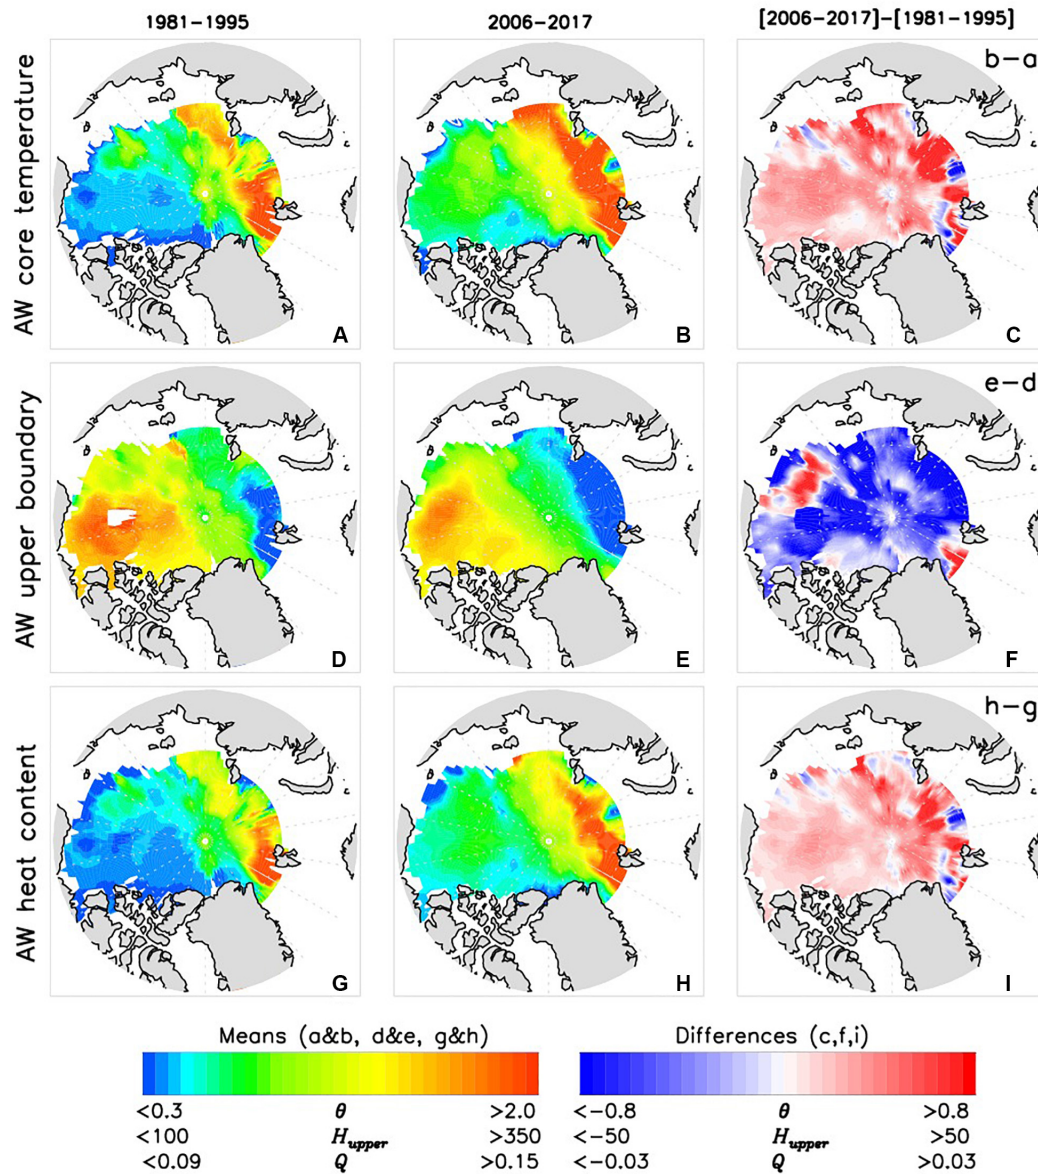 1981-1995
2006-2017
[2006-2017]-[1981-1995]
AW core temperature
A
B
b-a
C
AW upper boundary
D
E
e-d
F
AW heat content
G
H
h-g
I
Means (a&b, d&e, g&h)
<0.3 θ >2.0
<100 H_upper >350
<0.09 Q >0.15
Differences (c,f,i)
<-0.8 θ >0.8
<-50 H_upper >50
<-0.03 Q >0.03